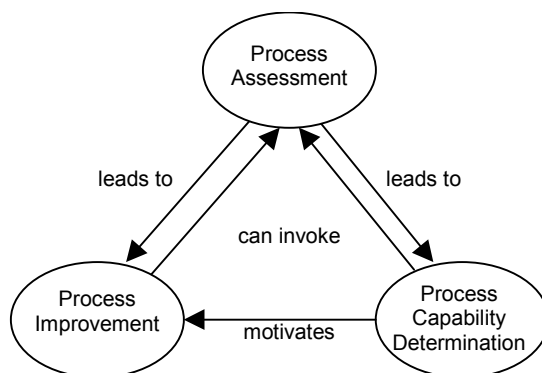 Process
Assessment
leads to
leads to
can invoke
Process
Improvement
motivates
Process
Capability
Determination